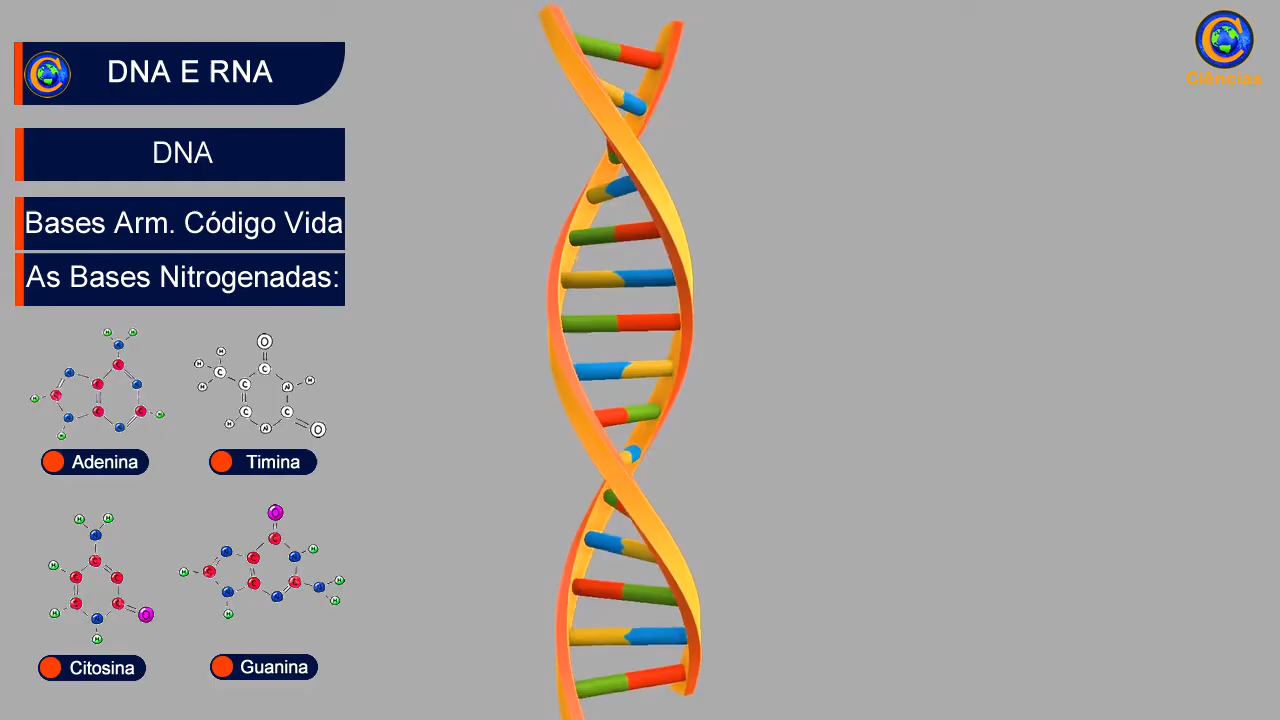 DNA E RNA
Ciências
DNA
Bases Arm. Código Vida
As Bases Nitrogenadas:
Adenina
Timina
Citosina
Guanina